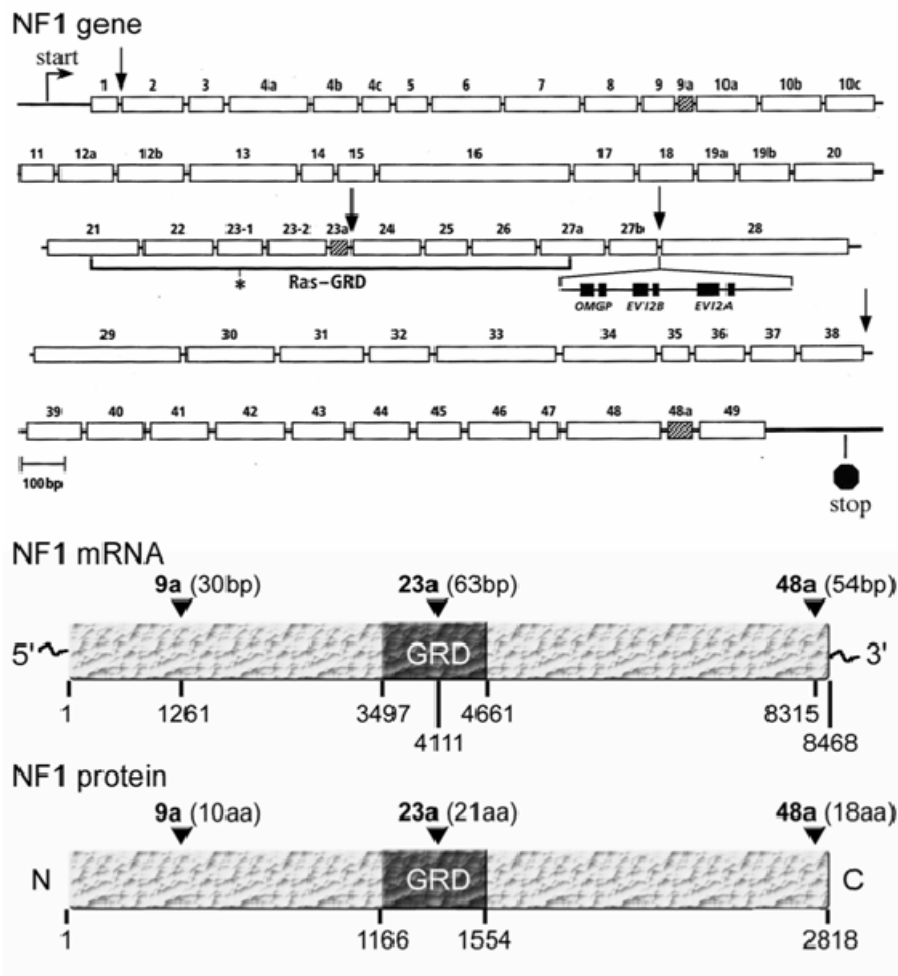 NF1 gene
start
1 2 3 4a 4b 4c 5 6 7 8 9 9a 10a 10b 10c
11 12a 12b 13 14 15 16 17 18 19a 19b 20
21 22 23-1 23-2 23a 24 25 26 27a 27b 28
* Ras-GRD
OMGP EVI2B EVI2A
29 30 31 32 33 34 35 36 37 38
39 40 41 42 43 44 45 46 47 48 48a 49
100bp
stop
NF1 mRNA
9a (30bp) 23a (63bp) 48a (54bp)
5' GRD 3'
1 1261 3497 4661 8315
4111 8468
NF1 protein
9a (10aa) 23a (21aa) 48a (18aa)
N GRD C
1 1166 1554 2818